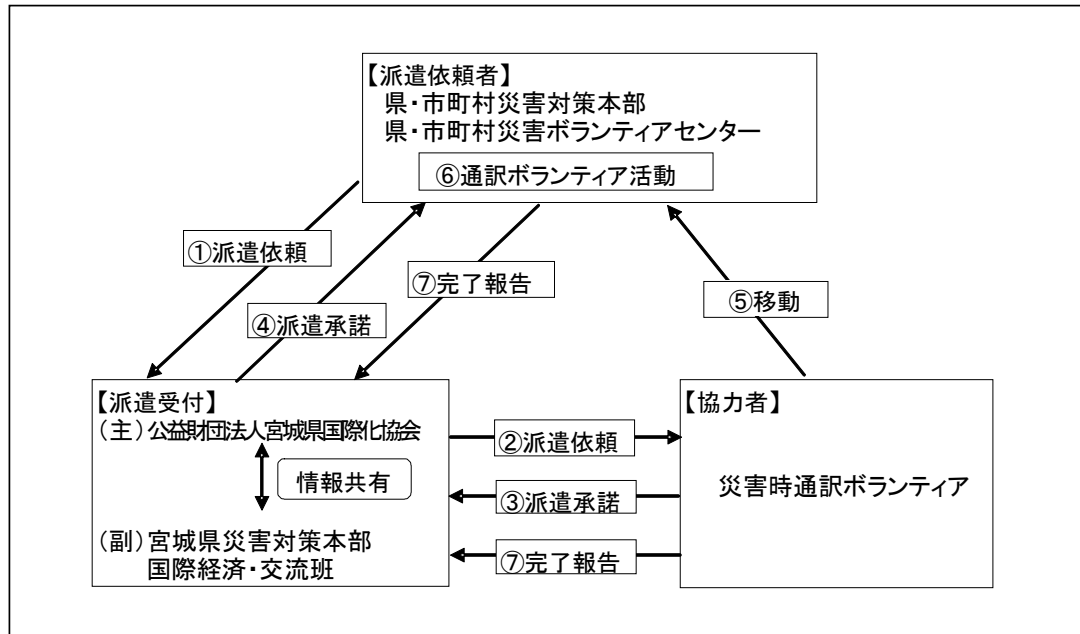 【派遣依頼者】
県・市町村災害対策本部
県・市町村災害ボランティアセンター
⑥通訳ボランティア活動
①派遣依頼
⑦完了報告
④派遣承諾
⑤移動
【派遣受付】
（主）公益財団法人宮城県国際化協会
情報共有
（副）宮城県災害対策本部
国際経済・交流班
②派遣依頼
③派遣承諾
⑦完了報告
【協力者】
災害時通訳ボランティア